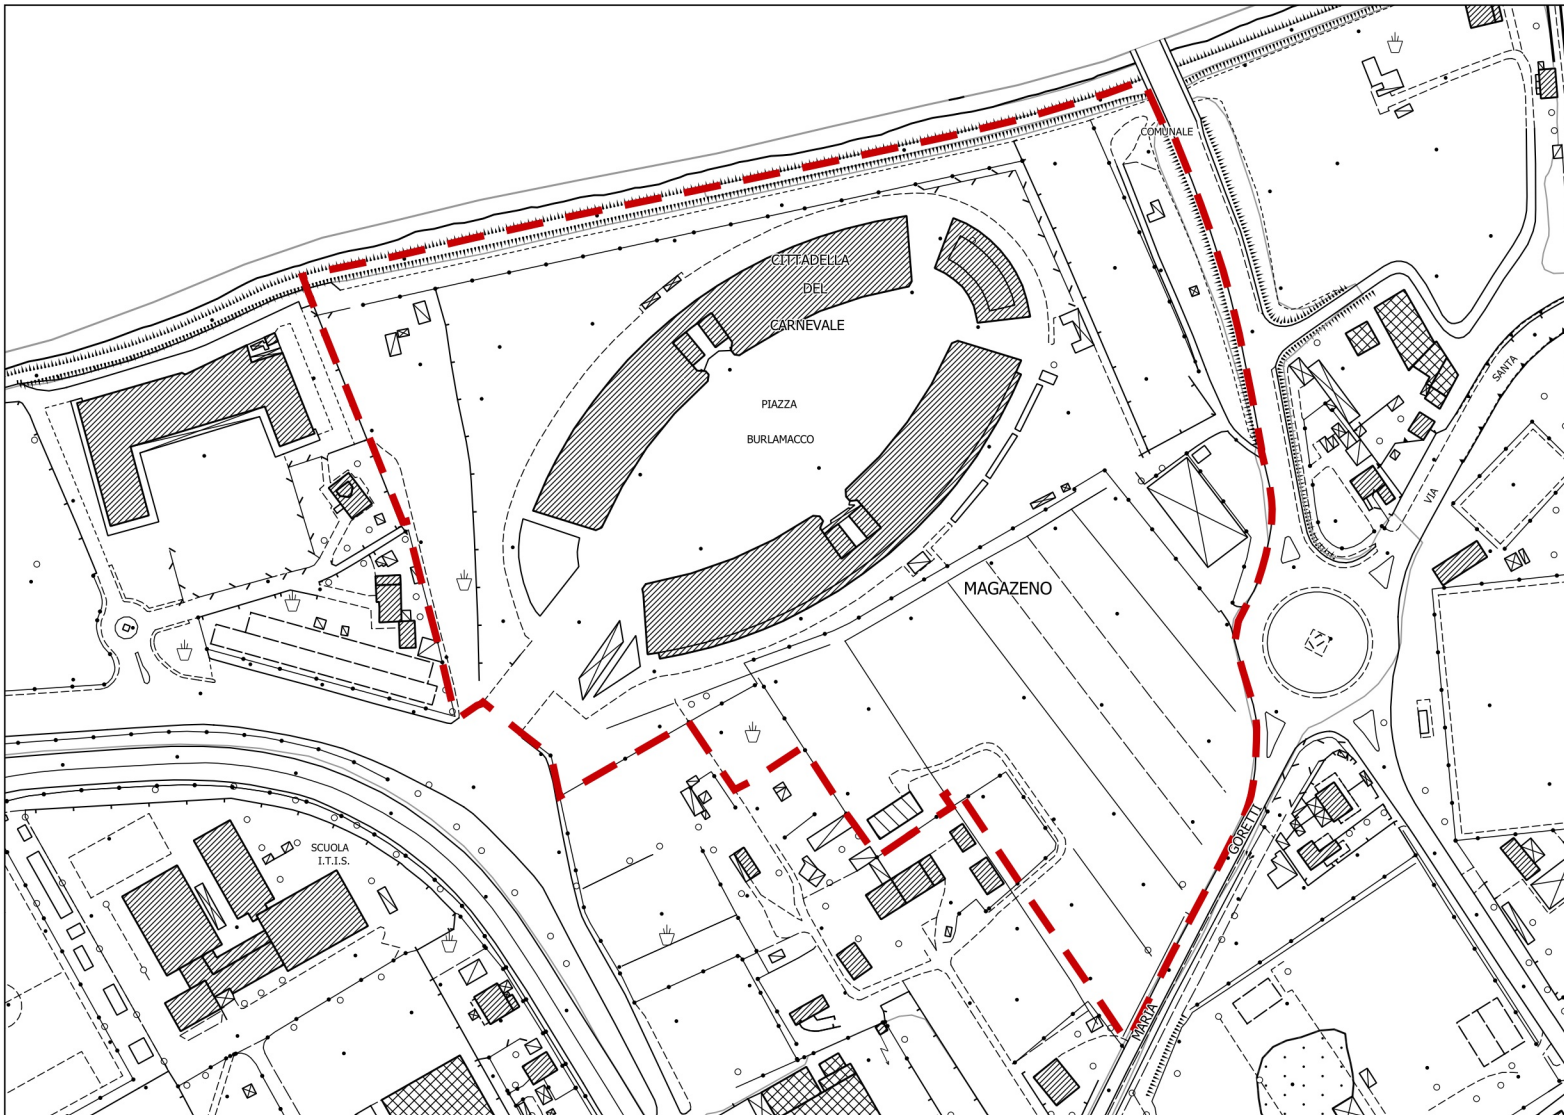 COMUNALE
CITTADELLA
DEL
CARNEVALE
PIAZZA
BURLAMACCO
SANTA
VIA
MAGAZENO
GORETTI
MARIA
SCUOLA
I.T.I.S.